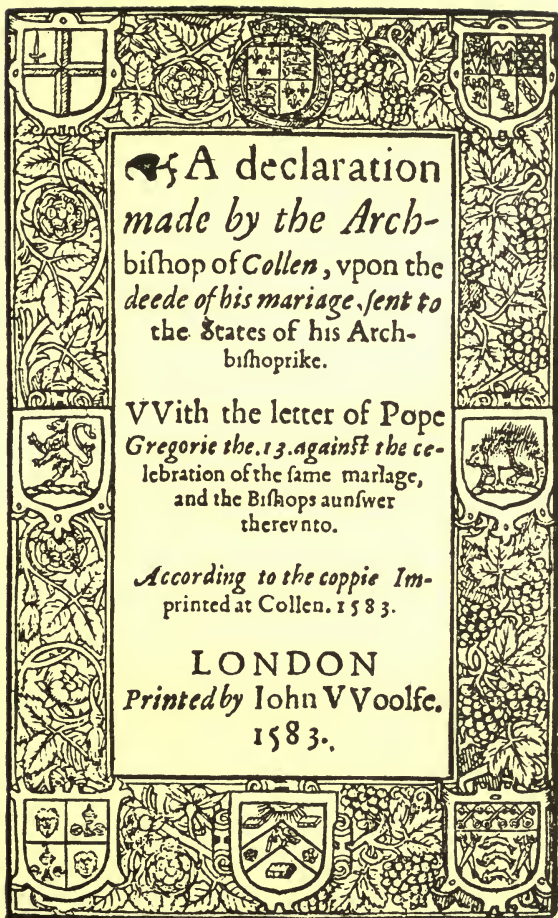 ☙A declaration
made by the Arch-
biſhop of Collen, vpon the
deede of his mariage, ſent to
the States of his Arch-
biſhoprike.
VVith the letter of Pope
Gregorie the.13.againſt the ce-
lebration of the ſame mariage,
and the Biſhops aunſwer
therevnto.
According to the coppie Im-
printed at Collen. 1583.
LONDON
Printed by Iohn VVoolfe.
1583.